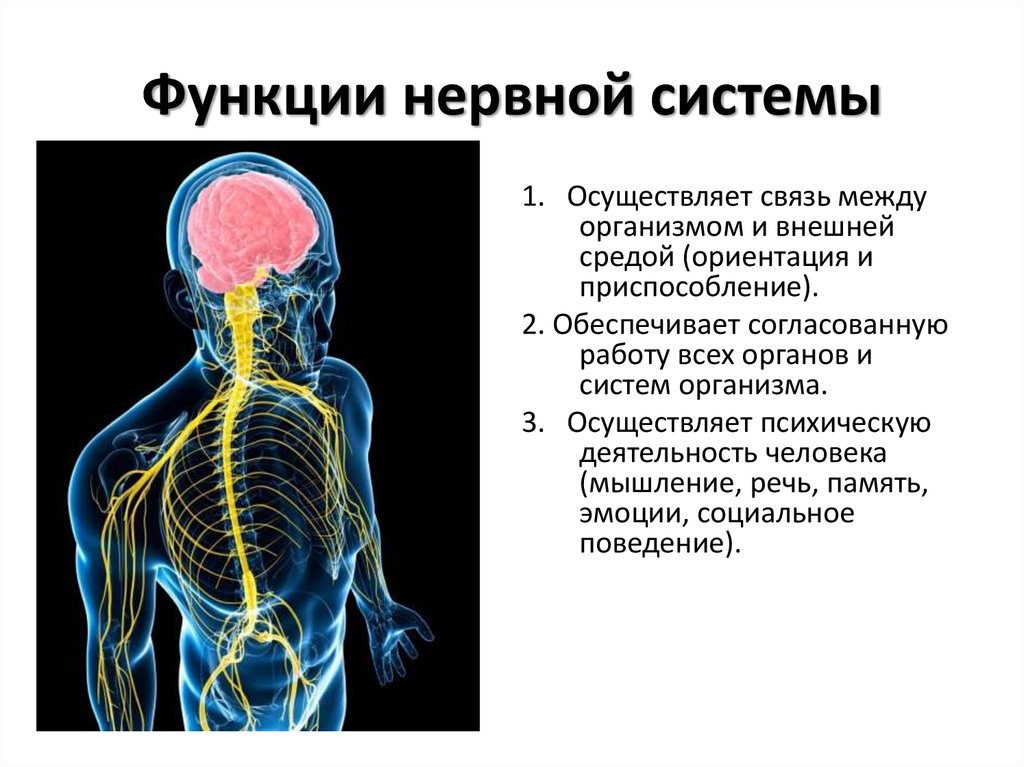 Функции нервной системы
1. Осуществляет связь между
организмом и внешней
средой (ориентация и
приспособление).
2. Обеспечивает согласованную
работу всех органов и
систем организма.
3. Осуществляет психическую
деятельность человека
(мышление, речь, память,
эмоции, социальное
поведение).